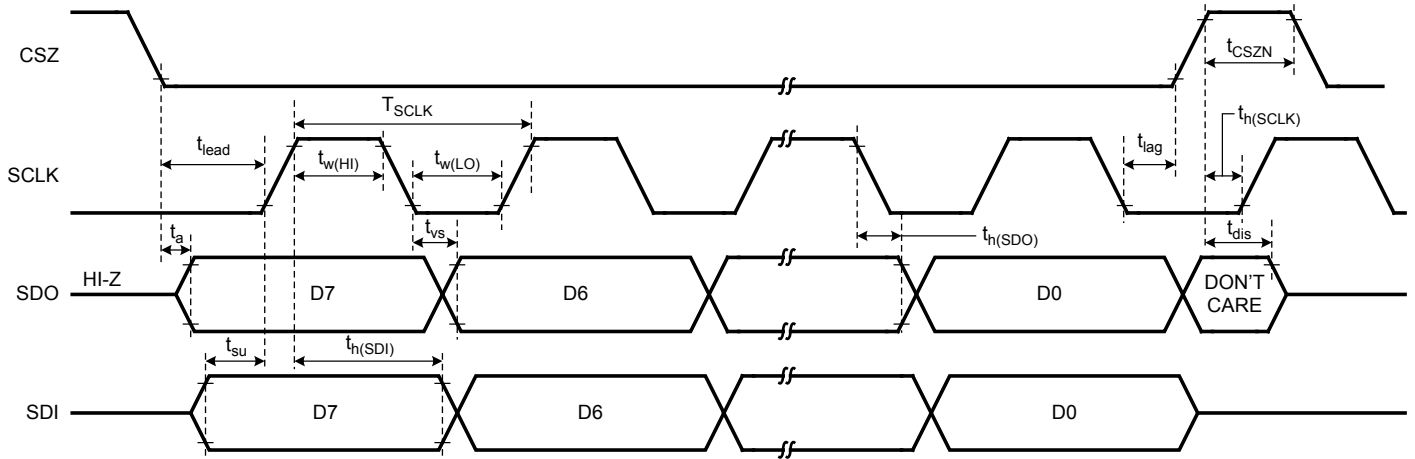 CSZ
t_CSZN
T_SCLK
t_h(SCLK)
t_lead
t_w(HI)
t_w(LO)
t_lag
SCLK
t_a
t_vs
t_h(SDO)
t_dis
HI-Z
SDO
D7
D6
D0
DON'T
CARE
t_su
t_h(SDI)
SDI
D7
D6
D0